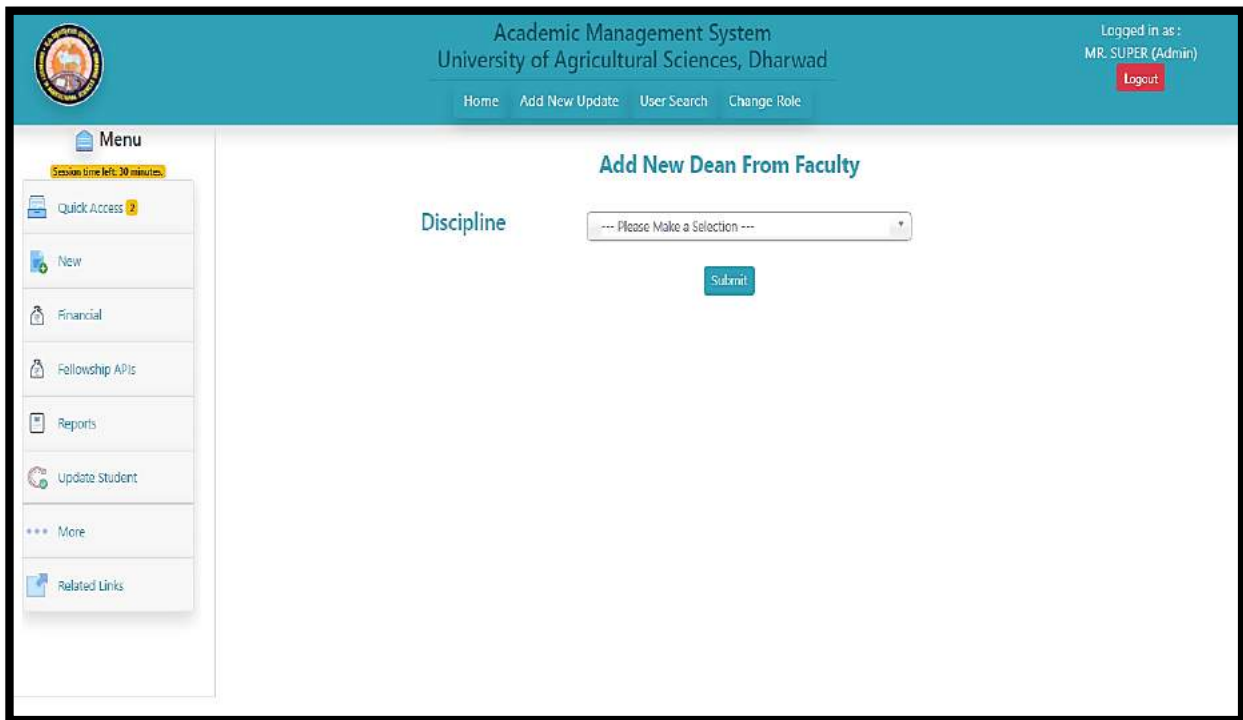 Academic Management System
University of Agricultural Sciences, Dharwad
Home Add New Update User Search Change Role
Logged in as :
MR. SUPER (Admin)
Logout
Menu
Session time left: 30 minutes.
Quick Access 2
New
Financial
Fellowship APIs
Reports
Update Student
More
Related Links
Add New Dean From Faculty
Discipline
--- Please Make a Selection ---
Submit